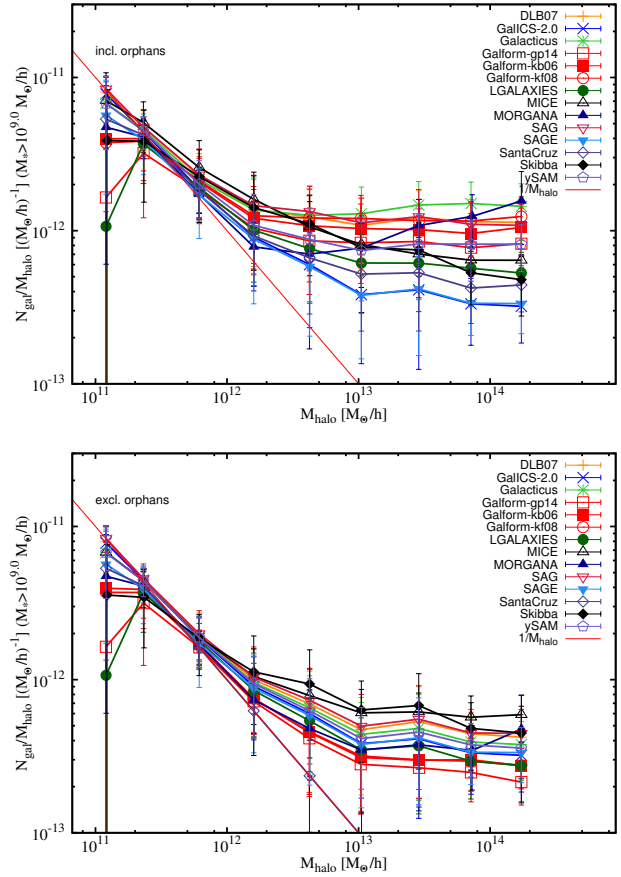 incl. orphans
DLB07
GalICS-2.0
Galacticus
Galform-gp14
Galform-kb06
Galform-kf08
LGALAXIES
MICE
MORGANA
SAG
SAGE
SantaCruz
Skibba
ySAM
1/M_halo
10^-11
10^-12
10^-13
N_gal/M_halo [(M_⊙/h)^-1] (M_*>10^9.0 M_⊙/h)
10^11 10^12 10^13 10^14
M_halo [M_⊙/h]
excl. orphans
DLB07
GalICS-2.0
Galacticus
Galform-gp14
Galform-kb06
Galform-kf08
LGALAXIES
MICE
MORGANA
SAG
SAGE
SantaCruz
Skibba
ySAM
1/M_halo
10^-11
10^-12
10^-13
N_gal/M_halo [(M_⊙/h)^-1] (M_*>10^9.0 M_⊙/h)
10^11 10^12 10^13 10^14
M_halo [M_⊙/h]